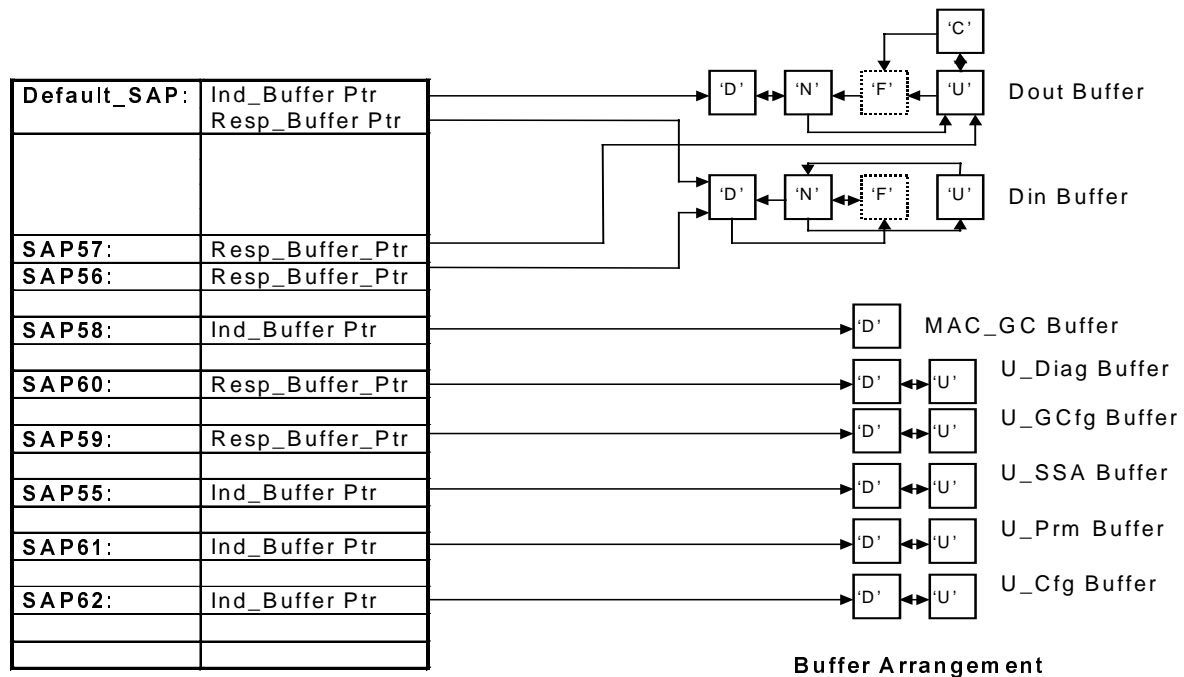 ‘C’
Default_SAP: Ind_Buffer Ptr ‘D’ ‘N’ ‘F’ ‘U’ Dout Buffer
Resp_Buffer Ptr
‘D’ ‘N’ ‘F’ ‘U’ Din Buffer
SAP57: Resp_Buffer_Ptr
SAP56: Resp_Buffer_Ptr
SAP58: Ind_Buffer Ptr ‘D’ MAC_GC Buffer
SAP60: Resp_Buffer_Ptr ‘D’ ‘U’ U_Diag Buffer
SAP59: Resp_Buffer_Ptr ‘D’ ‘U’ U_GCfg Buffer
SAP55: Ind_Buffer Ptr ‘D’ ‘U’ U_SSA Buffer
SAP61: Ind_Buffer Ptr ‘D’ ‘U’ U_Prm Buffer
SAP62: Ind_Buffer Ptr ‘D’ ‘U’ U_Cfg Buffer
Buffer Arrangement